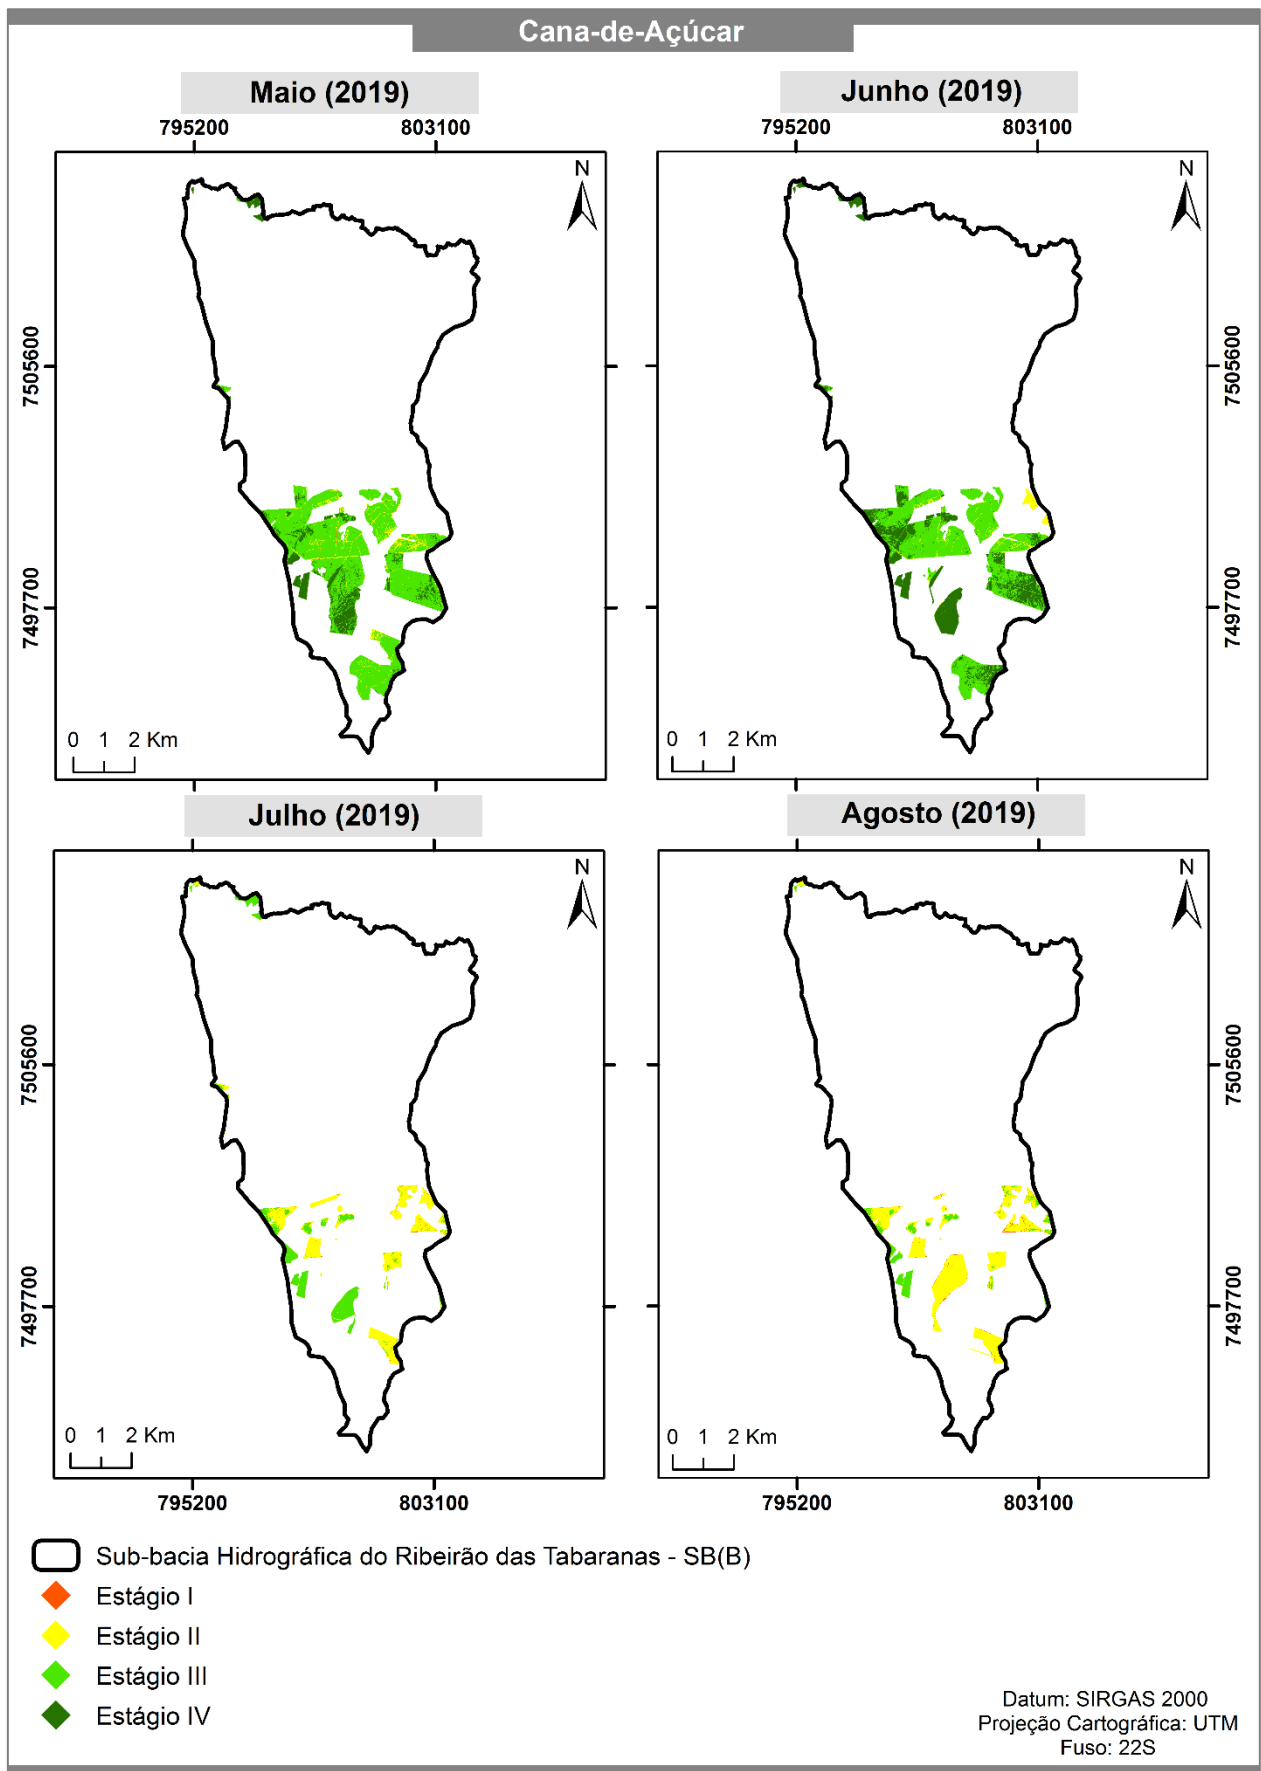 Cana-de-Açúcar
Maio (2019)
Junho (2019)
795200 803100
795200 803100
N
N
7505600
7505600
7497700
7497700
0 1 2 Km
0 1 2 Km
Julho (2019)
Agosto (2019)
N
N
7505600
7505600
7497700
7497700
0 1 2 Km
0 1 2 Km
795200 803100
795200 803100
Sub-bacia Hidrográfica do Ribeirão das Tabaranas - SB(B)
Estágio I
Estágio II
Estágio III
Estágio IV
Datum: SIRGAS 2000
Projeção Cartográfica: UTM
Fuso: 22S